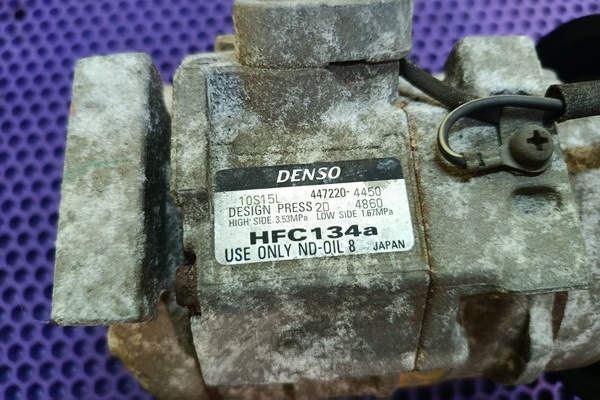 DENSO
10S15L 447220-4450
DESIGN PRESS 2D 4860
HIGH SIDE 3.53MPa LOW SIDE 1.67MPa
HFC134a
USE ONLY ND-OIL 8 JAPAN